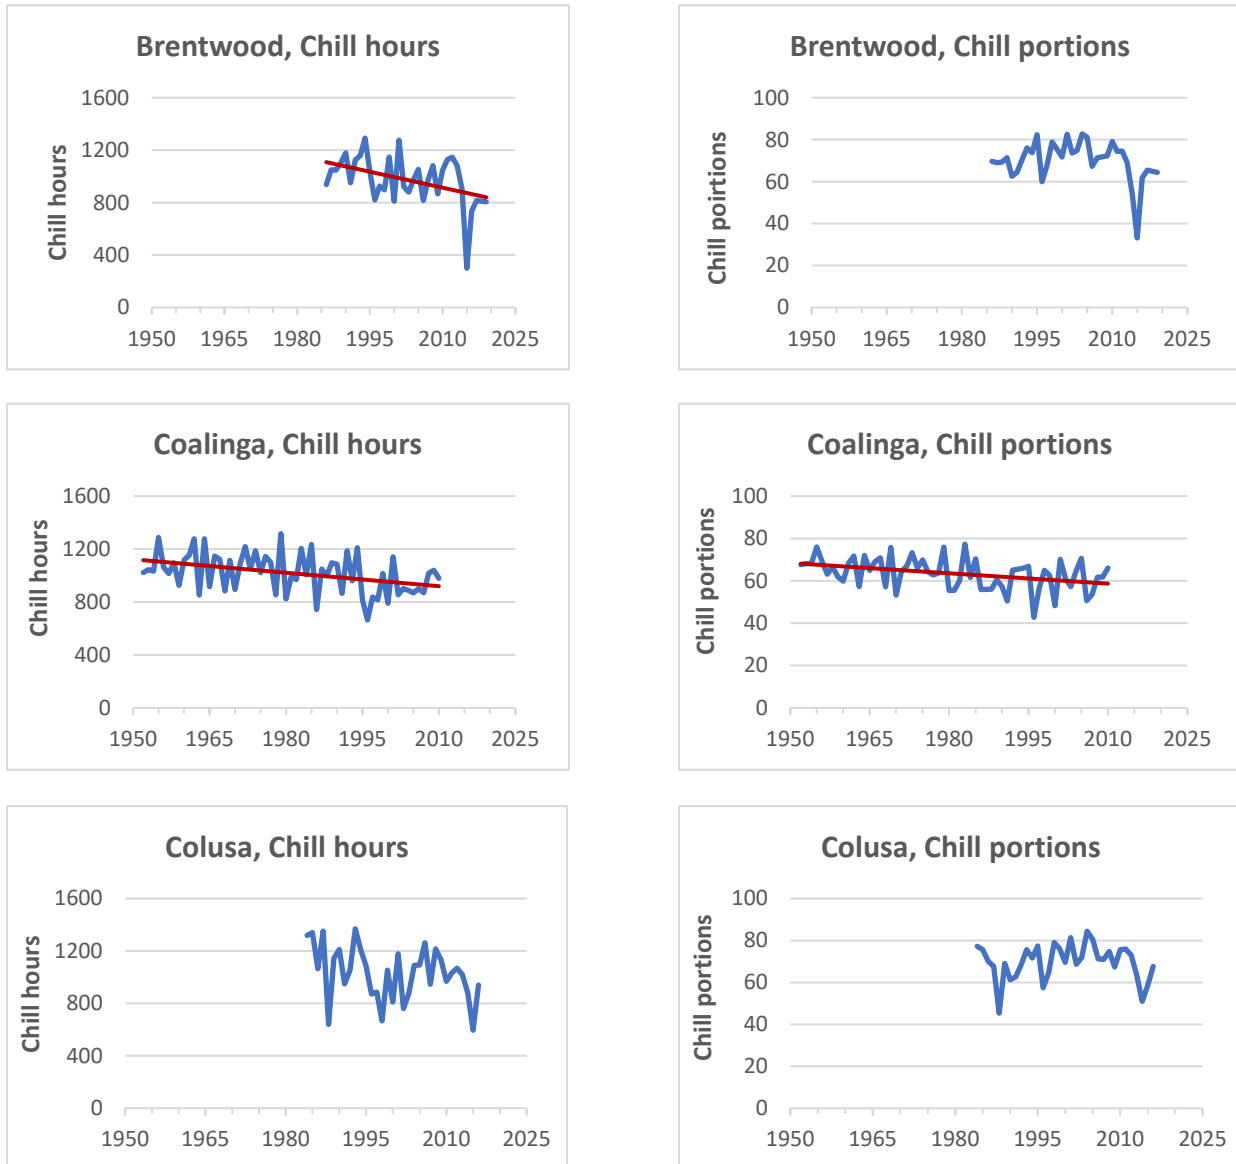 Brentwood, Chill hours
Chill hours
1600
1200
800
400
0
1950 1965 1980 1995 2010 2025
Brentwood, Chill portions
Chill poirtions
100
80
60
40
20
0
1950 1965 1980 1995 2010 2025
Coalinga, Chill hours
Chill hours
1600
1200
800
400
0
1950 1965 1980 1995 2010 2025
Coalinga, Chill portions
Chill portions
100
80
60
40
20
0
1950 1965 1980 1995 2010 2025
Colusa, Chill hours
Chill hours
1600
1200
800
400
0
1950 1965 1985 1995 2010 2025
Colusa, Chill portions
Chill portions
100
80
60
40
20
0
1950 1965 1980 1995 2010 2025